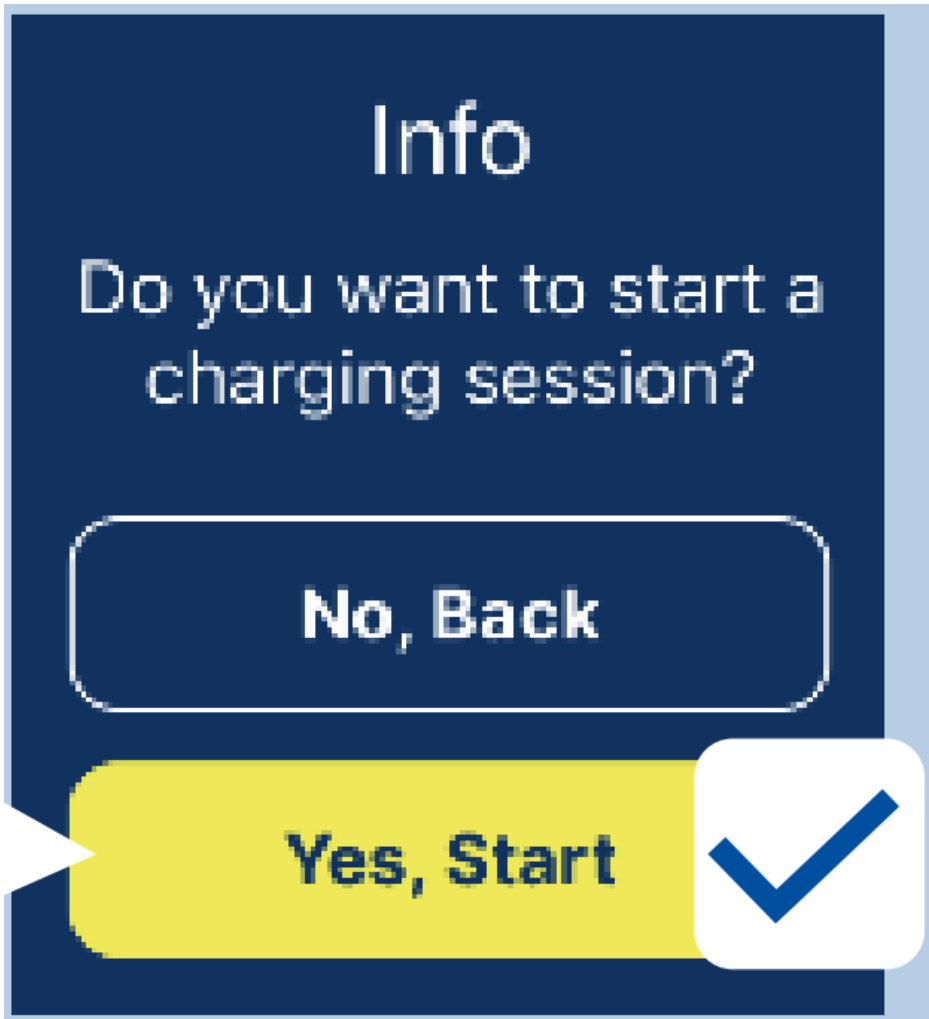 Info
Do you want to start a
charging session?
No, Back
Yes, Start